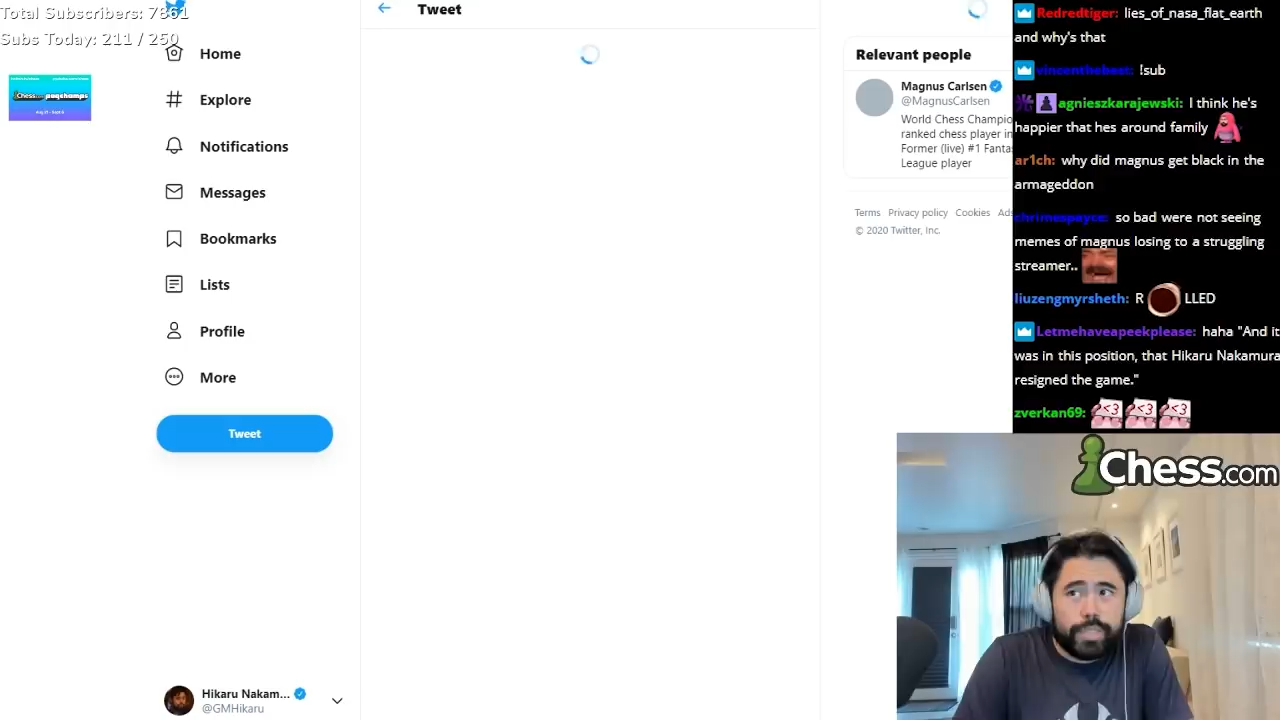 Total Subscribers: 7861
Subs Today: 211 / 250
Home
Explore
Notifications
Messages
Bookmarks
Lists
Profile
More
Tweet
Hikaru Nakam...
@GMHikaru
Tweet
Relevant people
Magnus Carlsen
@MagnusCarlsen
World Chess Champio
ranked chess player in
Former (live) #1 Fantas
League player
Terms Privacy policy Cookies Ads
© 2020 Twitter, Inc.
Redredtiger: lies_of_nasa_flat_earth
and why's that
vincentthebest: !sub
agnieszkarajewski: I think he's
happier that hes around family
ar1ch: why did magnus get black in the
armageddon
chrimespayce: so bad were not seeing
memes of magnus losing to a struggling
streamer..
liuzengmyrsheth: R LLED
Letmehaveapeekplease: haha "And it
was in this position, that Hikaru Nakamura
resigned the game."
zverkan69:
Chess.com